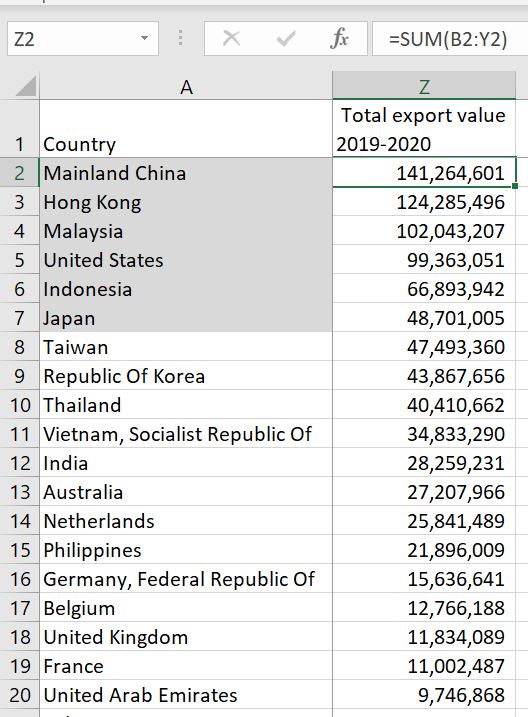 Z2 fx =SUM(B2:Y2)
A Z
Total export value
1 Country 2019-2020
2 Mainland China 141,264,601
3 Hong Kong 124,285,496
4 Malaysia 102,043,207
5 United States 99,363,051
6 Indonesia 66,893,942
7 Japan 48,701,005
8 Taiwan 47,493,360
9 Republic Of Korea 43,867,656
10 Thailand 40,410,662
11 Vietnam, Socialist Republic Of 34,833,290
12 India 28,259,231
13 Australia 27,207,966
14 Netherlands 25,841,489
15 Philippines 21,896,009
16 Germany, Federal Republic Of 15,636,641
17 Belgium 12,766,188
18 United Kingdom 11,834,089
19 France 11,002,487
20 United Arab Emirates 9,746,868